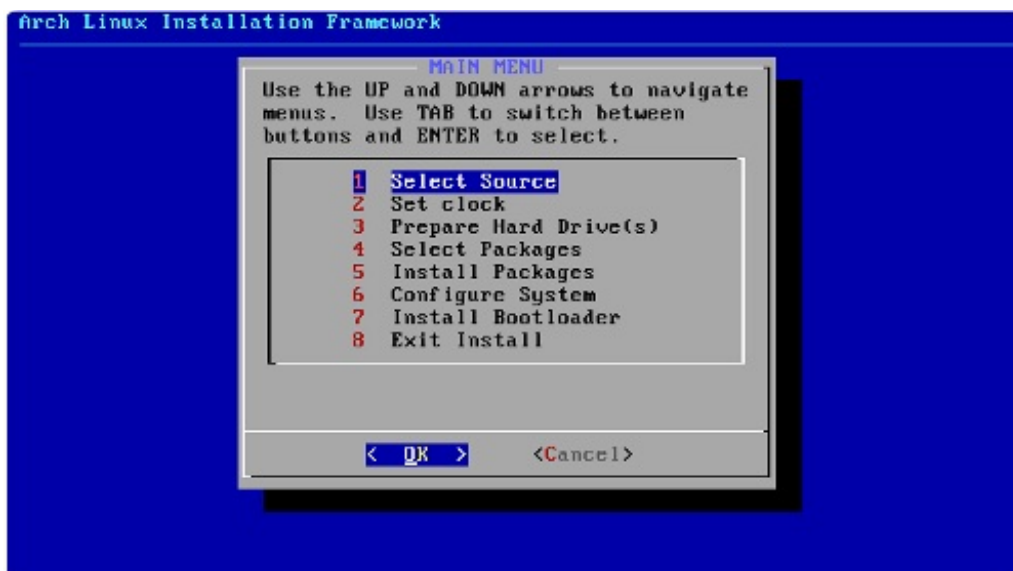 Arch Linux Installation Framework
MAIN MENU
Use the UP and DOWN arrows to navigate
menus.  Use TAB to switch between
buttons and ENTER to select.
1  Select Source
2  Set clock
3  Prepare Hard Drive(s)
4  Select Packages
5  Install Packages
6  Configure System
7  Install Bootloader
8  Exit Install
<  OK  >     <Cancel>